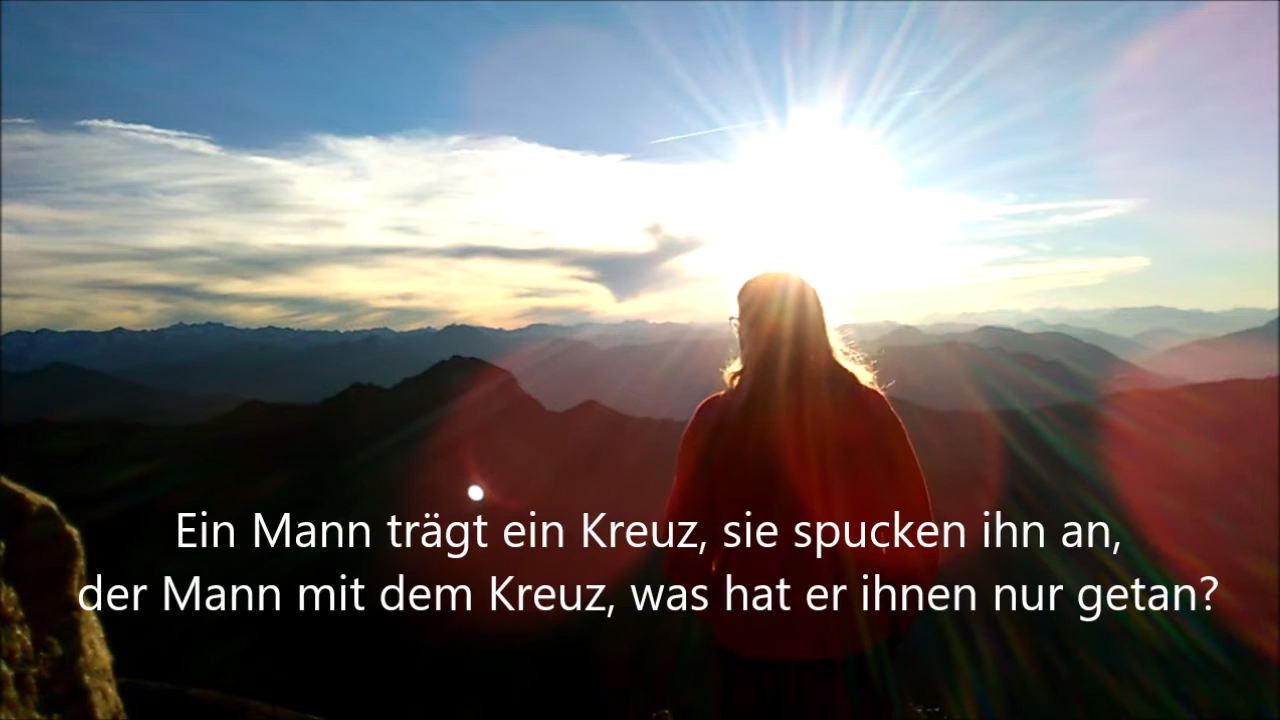 Ein Mann trägt ein Kreuz, sie spucken ihn an,
der Mann mit dem Kreuz, was hat er ihnen nur getan?